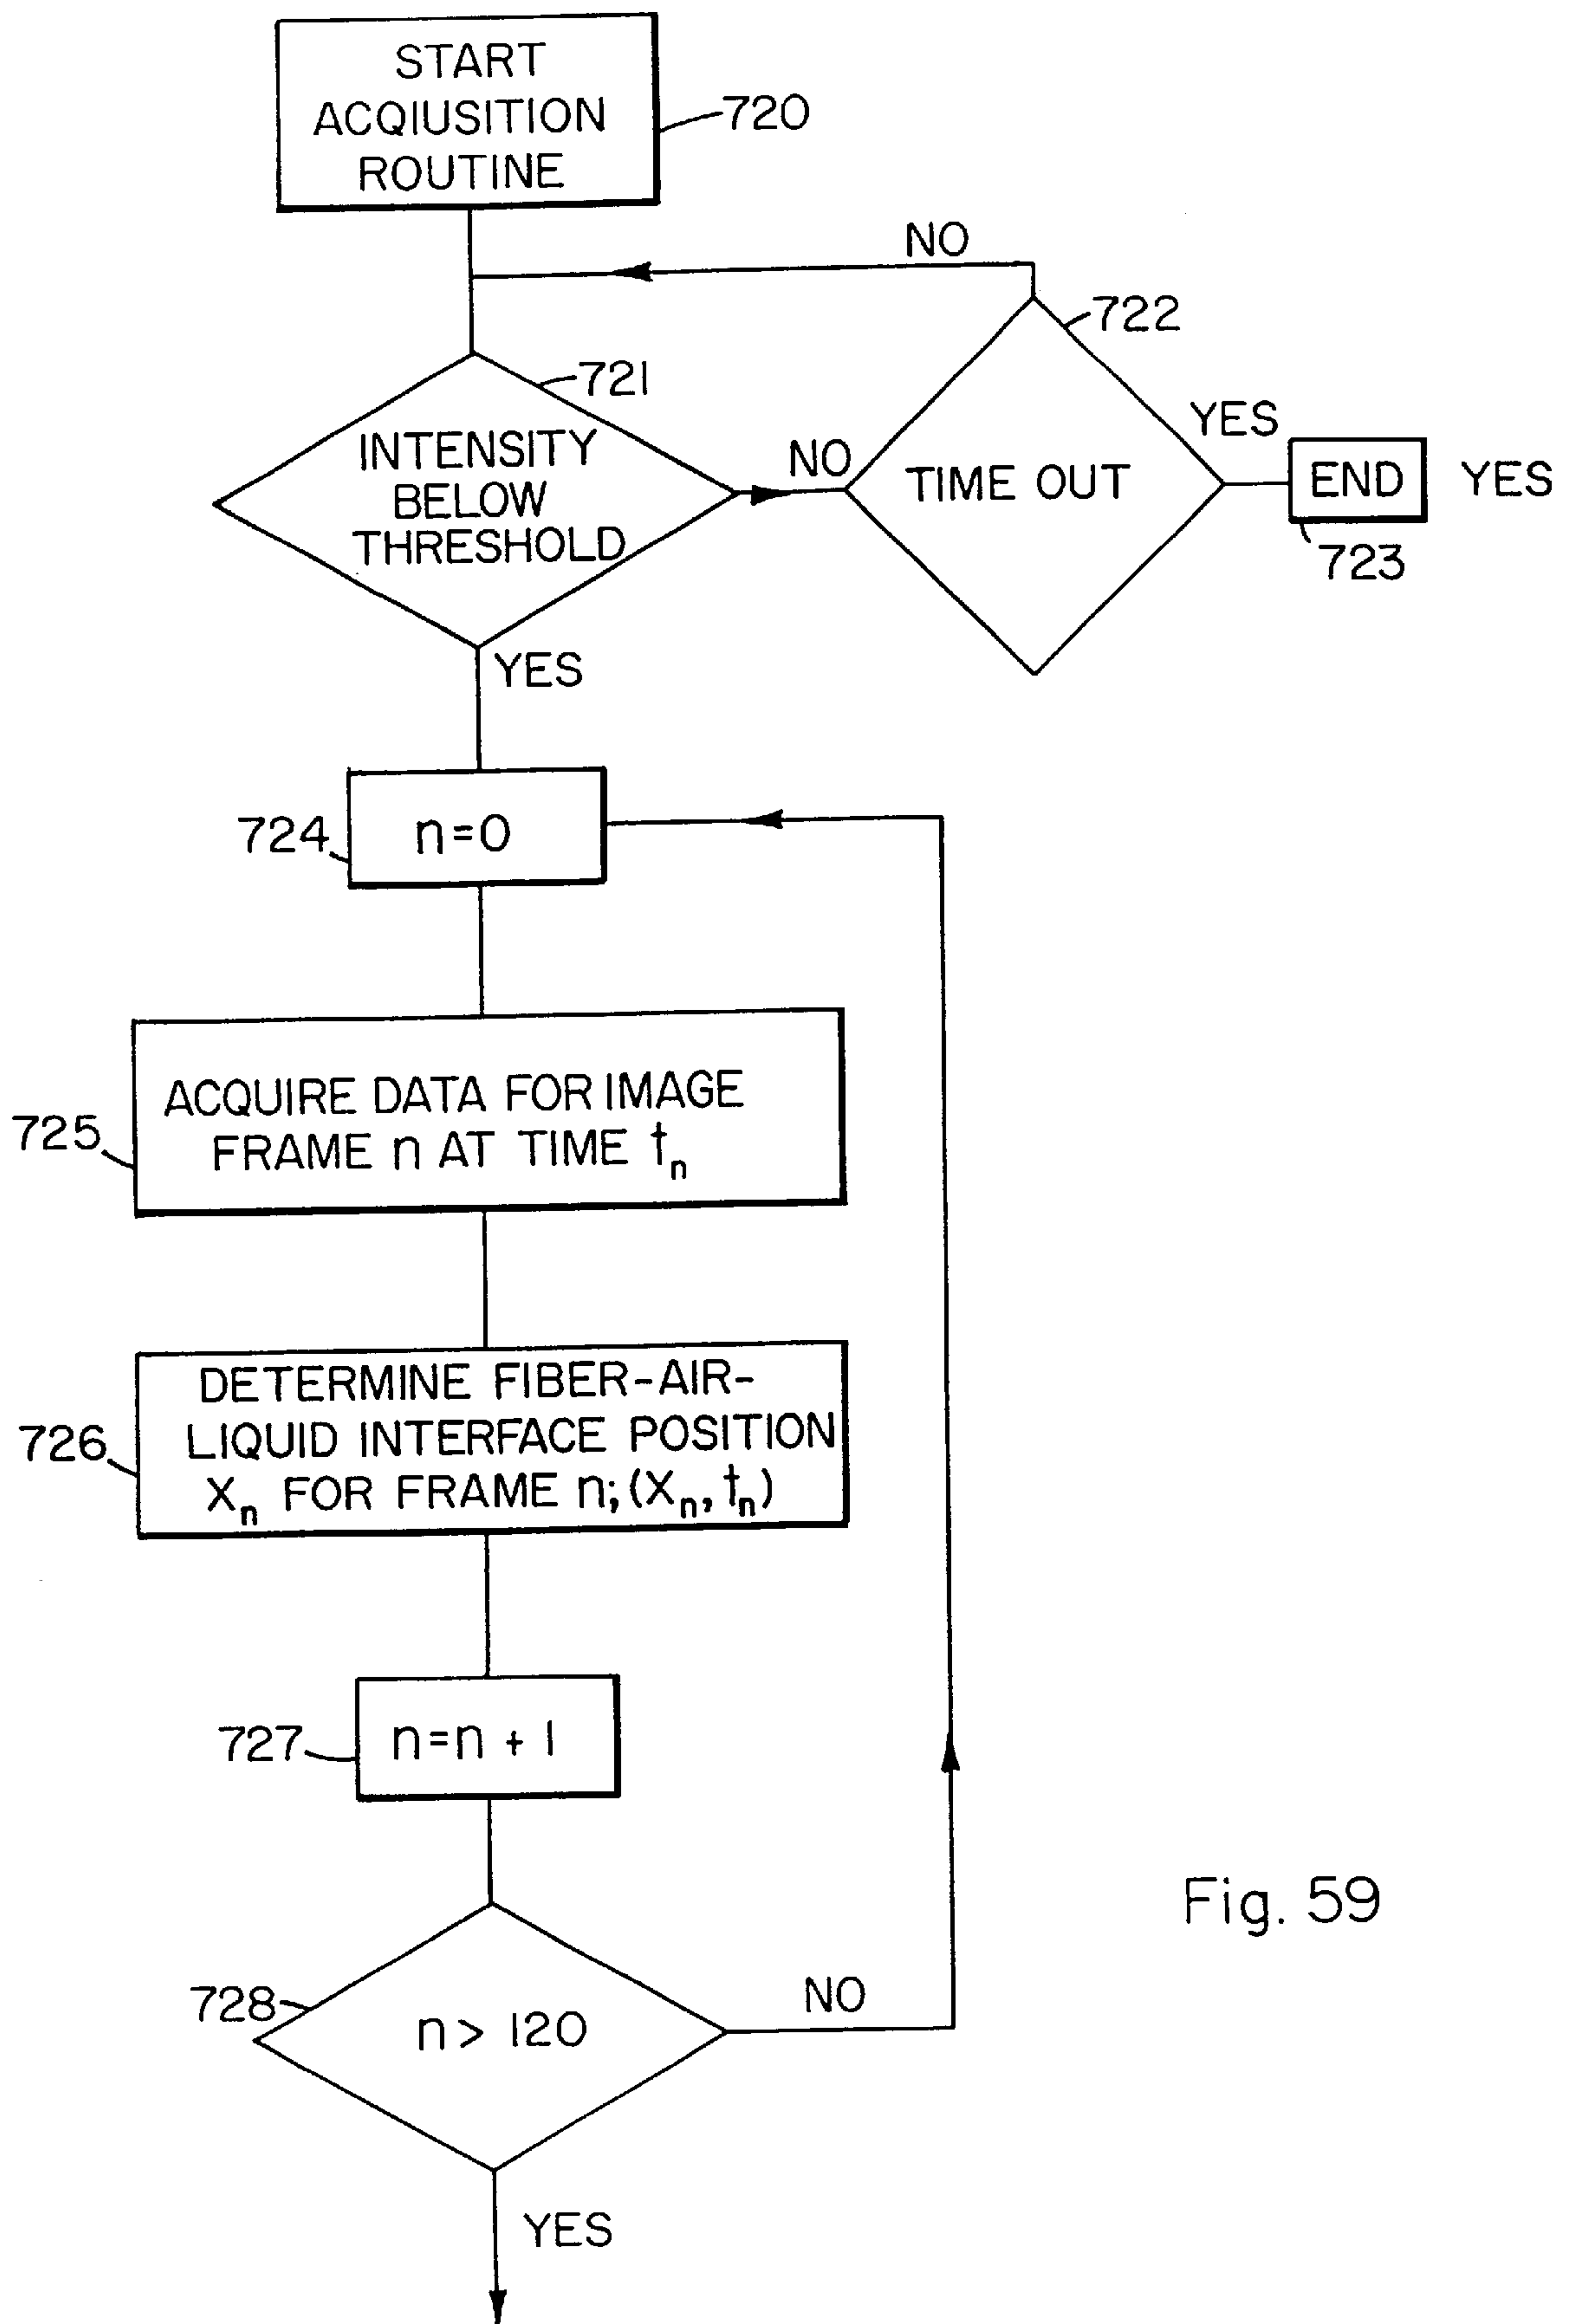 START
ACQIUSITION
ROUTINE
720
NO
722
721
INTENSITY
BELOW
THRESHOLD
NO
TIME OUT
YES
END
YES
723
YES
724
n=0
725
ACQUIRE DATA FOR IMAGE
FRAME n AT TIME tₙ
726
DETERMINE FIBER-AIR-
LIQUID INTERFACE POSITION
Xₙ FOR FRAME n; (Xₙ, tₙ)
727
n=n + 1
728
n > 120
NO
YES
Fig. 59